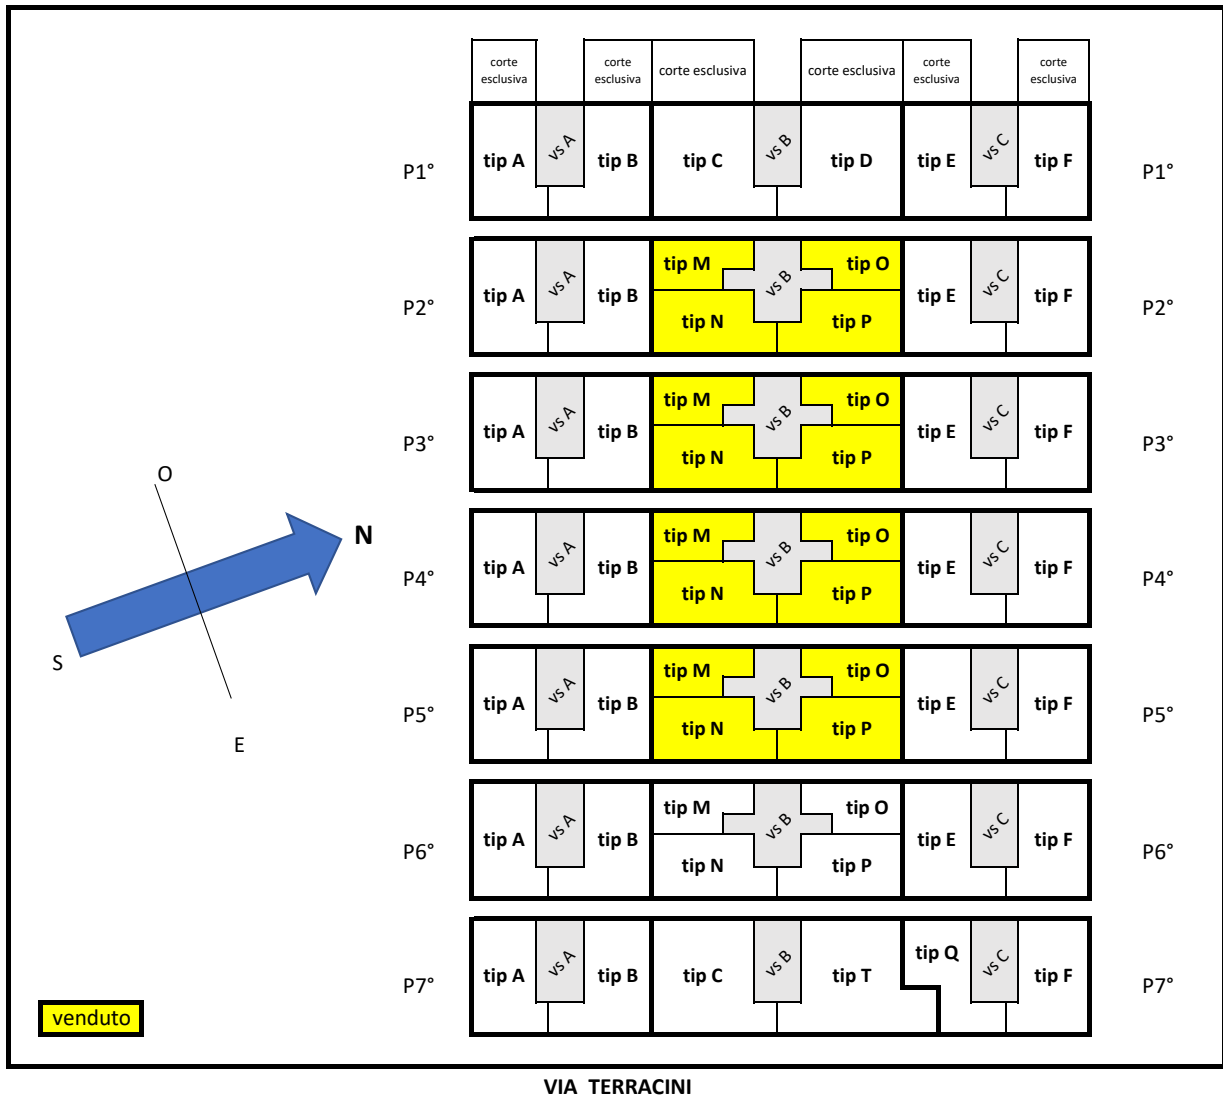 corte esclusiva corte esclusiva corte esclusiva corte esclusiva corte esclusiva corte esclusiva
P1° tip A vs A tip B tip C vs B tip D tip E vs C tip F P1°
tip M tip O
P2° tip A vs A tip B vs B tip E vs C tip F P2°
tip N tip P
tip M tip O
P3° tip A vs A tip B vs B tip E vs C tip F P3°
tip N tip P
O
N
tip M tip O
P4° tip A vs A tip B vs B tip E vs C tip F P4°
tip N tip P
S
tip M tip O
P5° tip A vs A tip B vs B tip E vs C tip F P5°
tip N tip P
E
tip M tip O
P6° tip A vs A tip B vs B tip E vs C tip F P6°
tip N tip P
P7° tip A vs A tip B tip C vs B tip T tip Q vs C tip F P7°
venduto
VIA TERRACINI